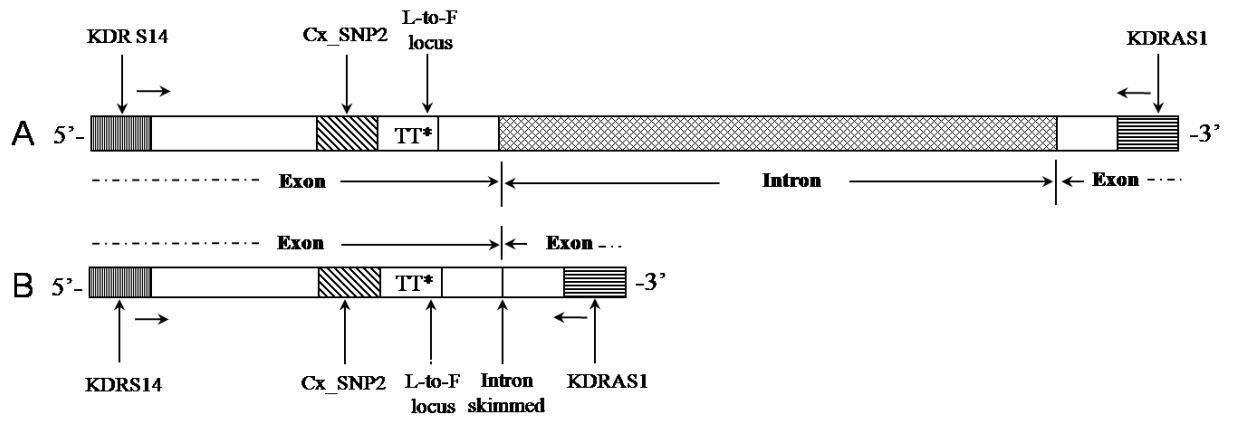 KDR S14
Cx_SNP2
L-to-F
locus
KDRAS1
A
5’-
TT*
-3’
Exon
Intron
Exon
Exon
Exon
B
5’-
TT*
-3’
KDRS14
Cx_SNP2
L-to-F
locus
Intron
skimmed
KDRAS1